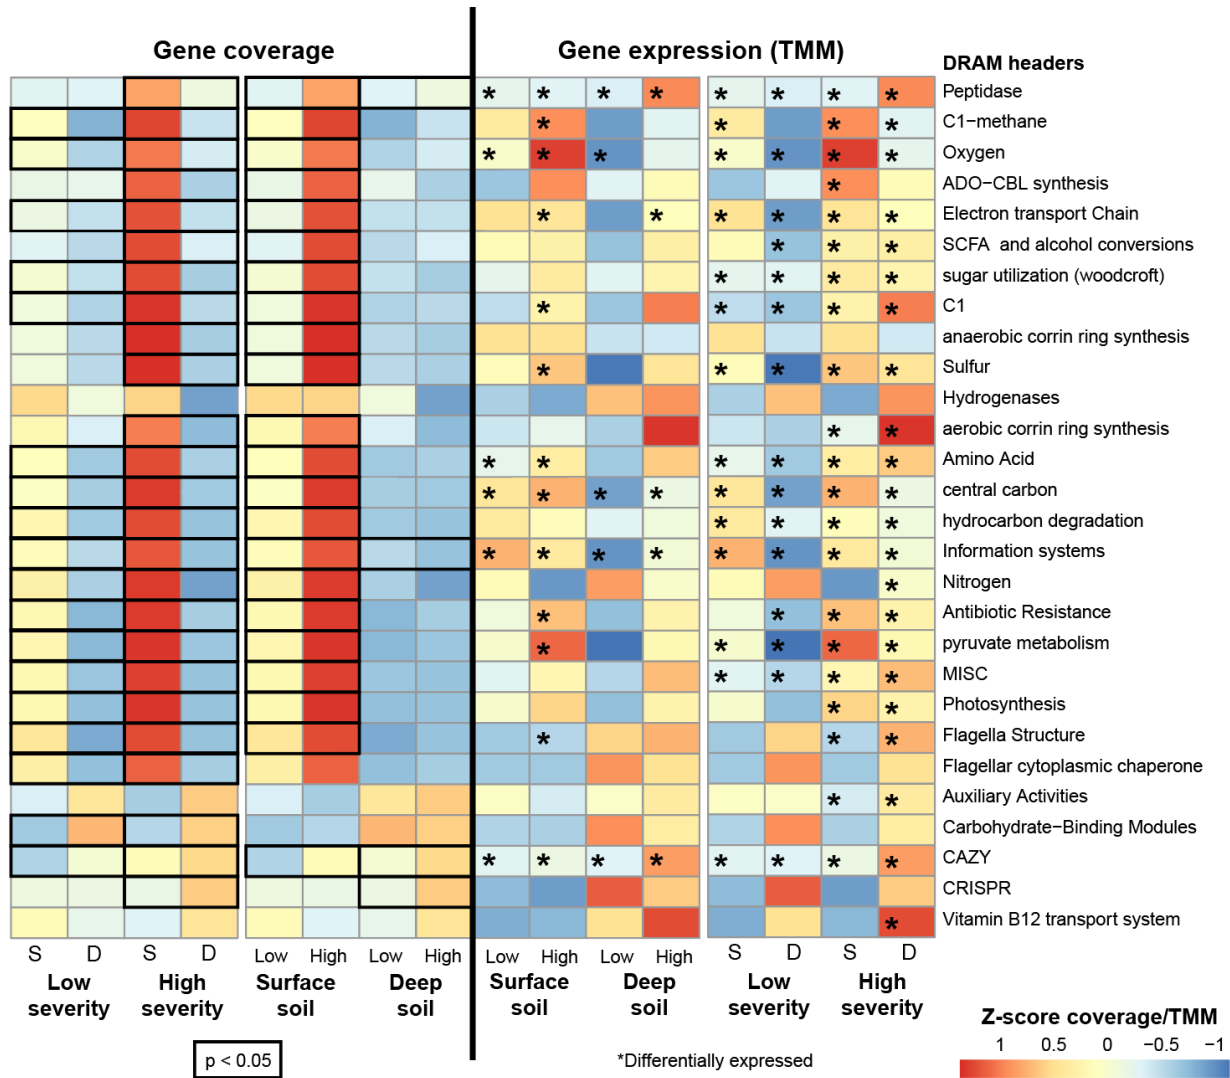 Gene coverage
Gene expression (TMM)
DRAM headers
Peptidase
* * * * * * * *
C1−methane
* * * *
Oxygen
* * * * * * *
ADO−CBL synthesis
*
Electron transport Chain
* * * * * *
SCFA and alcohol conversions
* * *
sugar utilization (woodcroft)
* * * *
C1
* * * * *
anaerobic corrin ring synthesis
Sulfur
* * * * *
Hydrogenases
aerobic corrin ring synthesis
* *
Amino Acid
* * * * * *
central carbon
* * * * * * * *
hydrocarbon degradation
* * * *
Information systems
* * * * * * * *
Nitrogen
*
Antibiotic Resistance
* * * *
pyruvate metabolism
* * * * *
MISC
* * * *
Photosynthesis
* *
Flagella Structure
* * *
Flagellar cytoplasmic chaperone
Auxiliary Activities
* *
Carbohydrate−Binding Modules
CAZY
* * * * * * * *
CRISPR
Vitamin B12 transport system
*
S D S D Low High Low High Low High Low High S D S D
Low severity
High severity
Surface soil
Deep soil
Surface soil
Deep soil
Low severity
High severity
p < 0.05
*Differentially expressed
Z−score coverage/TMM
1 0.5 0 −0.5 −1